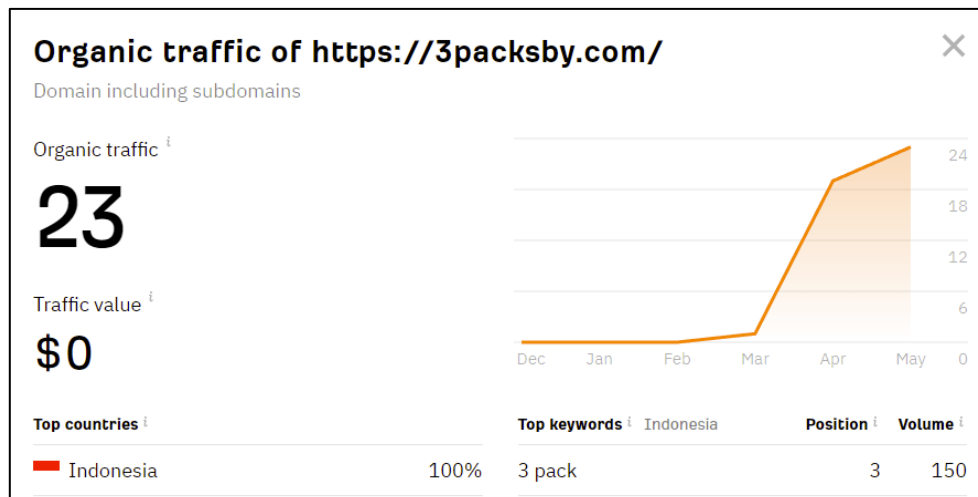 Organic traffic of https://3packsby.com/
Domain including subdomains
Organic traffic i
23
Traffic value i
$0
24
18
12
6
0
Dec Jan Feb Mar Apr May
Top countries i
Indonesia 100%
Top keywords i Indonesia Position i Volume i
3 pack 3 150